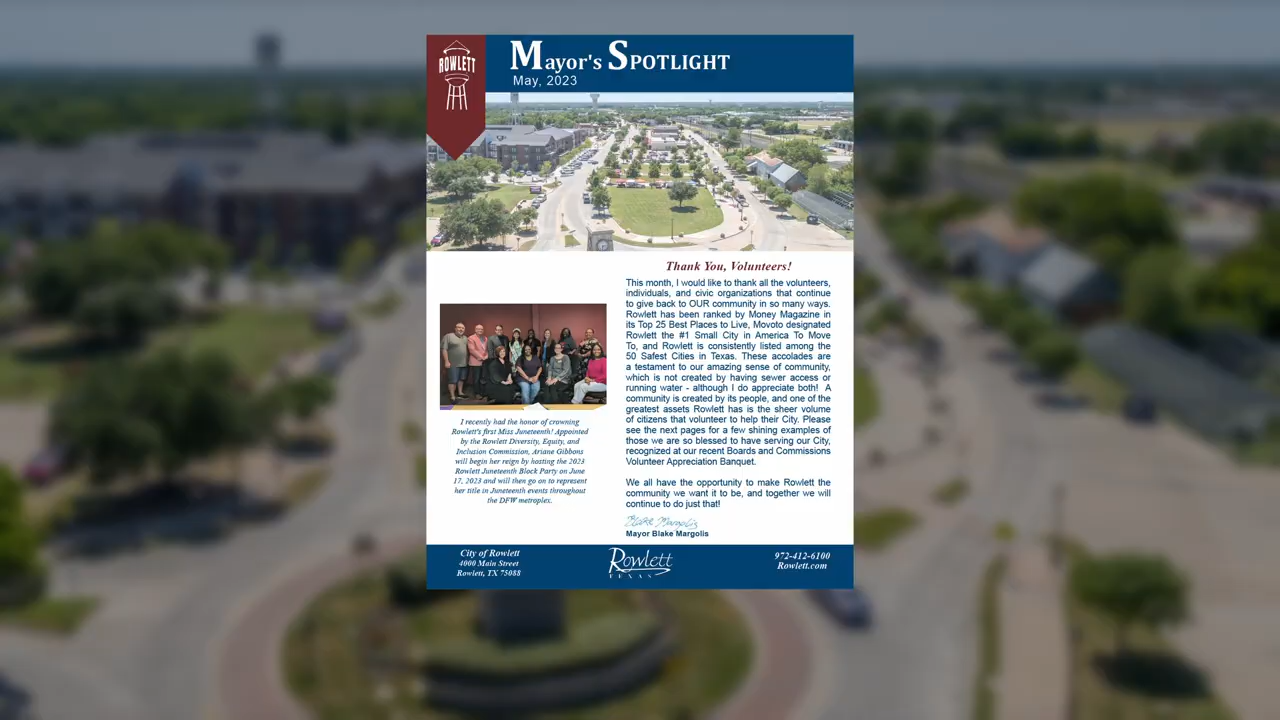 ROWLETT
Mayor's Spotlight
May, 2023
Thank You, Volunteers!
This month, I would like to thank all the volunteers,
individuals, and civic organizations that continue
to give back to OUR community in so many ways.
Rowlett has been ranked by Money Magazine in
its Top 25 Best Places to Live, Movoto designated
Rowlett the #1 Small City in America To Move
To, and Rowlett is consistently listed among the
50 Safest Cities in Texas. These accolades are
a testament to our amazing sense of community,
which is not created by having sewer access or
running water - although I do appreciate both! A
community is created by its people, and one of the
greatest assets Rowlett has is the sheer volume
of citizens that volunteer to help their City. Please
see the next pages for a few shining examples of
those we are so blessed to have serving our City,
recognized at our recent Boards and Commissions
Volunteer Appreciation Banquet.
We all have the opportunity to make Rowlett the
community we want it to be, and together we will
continue to do just that!
Blake Margolis
Mayor Blake Margolis
I recently had the honor of crowning
Rowlett's first Miss Juneteenth! Appointed
by the Rowlett Diversity, Equity, and
Inclusion Commission, Ariane Gibbons
will begin her reign by hosting the 2023
Rowlett Juneteenth Block Party on June
17, 2023 and will then go on to represent
her title in Juneteenth events throughout
the DFW metroplex.
City of Rowlett
4000 Main Street
Rowlett, TX 75088
Rowlett
TEXAS
972-412-6100
Rowlett.com